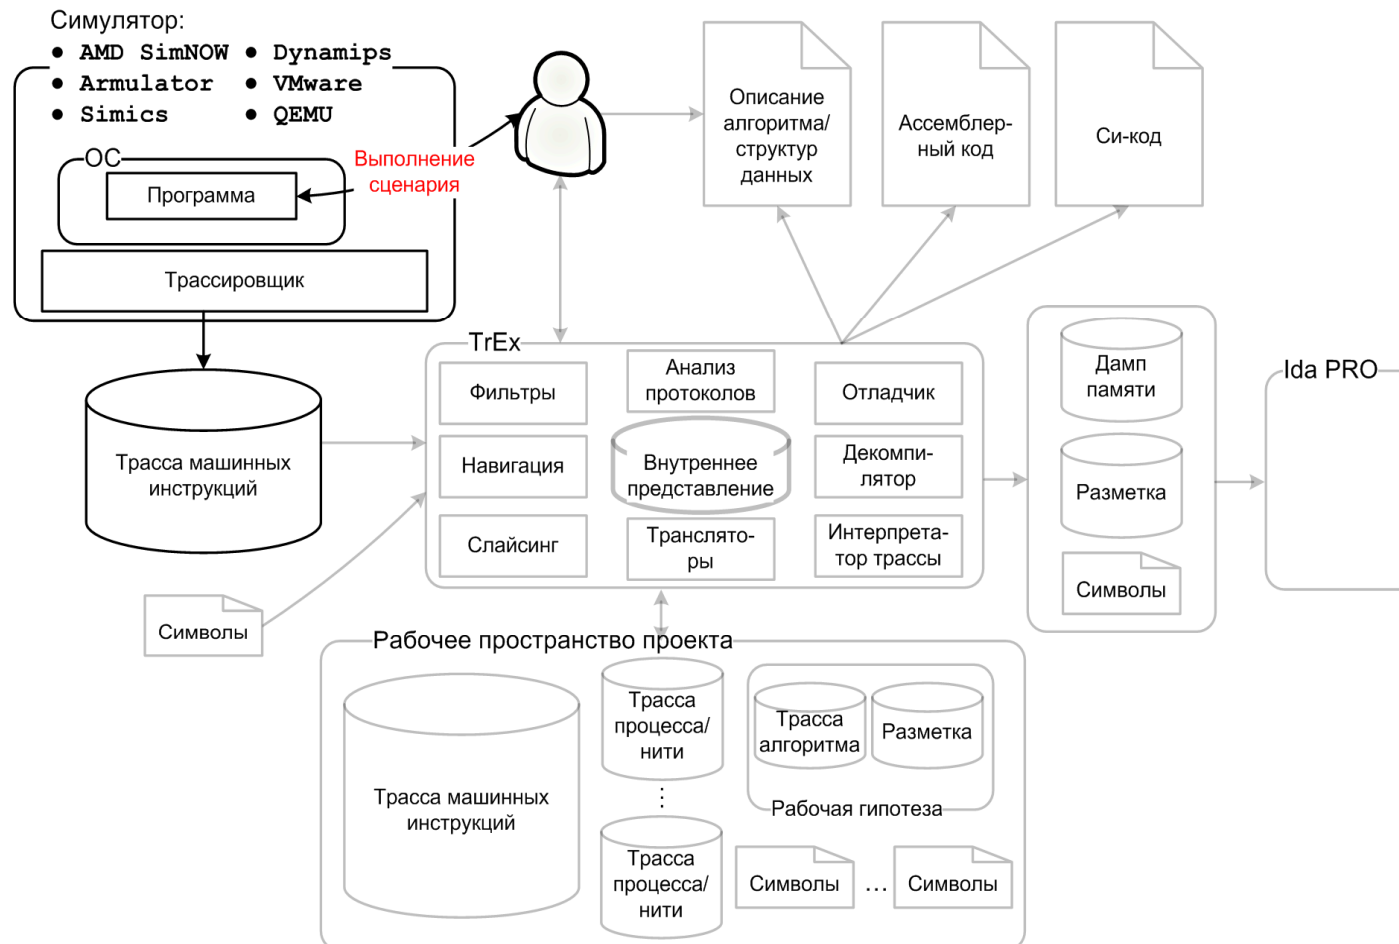 Симулятор:
● AMD SimNOW ● Dynamips
● Armulator ● VMware
● Simics ● QEMU
ОС
Программа
Выполнение
сценария
Трассировщик
Трасса машинных
инструкций
Символы
Описание
алгоритма/
структур
данных
Ассемблер-
ный код
Си-код
TrEx
Фильтры
Анализ
протоколов
Отладчик
Навигация
Внутреннее
представление
Декомпи-
лятор
Слайсинг
Транслято-
ры
Интерпрета-
тор трассы
Дамп
памяти
Разметка
Символы
Ida PRO
Рабочее пространство проекта
Трасса машинных
инструкций
Трасса
процесса/
нити
⋮
Трасса
процесса/
нити
Трасса
алгоритма
Разметка
Рабочая гипотеза
Символы ... Символы